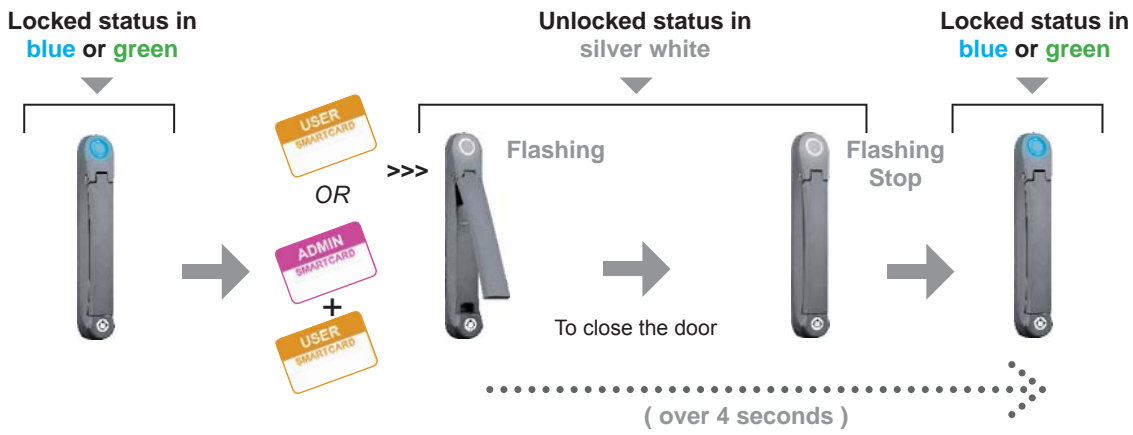 Locked status in
blue or green
Unlocked status in
silver white
Locked status in
blue or green
USER
SMARTCARD
OR
ADMIN
SMARTCARD
+
USER
SMARTCARD
>>>
Flashing
To close the door
Flashing
Stop
( over 4 seconds )